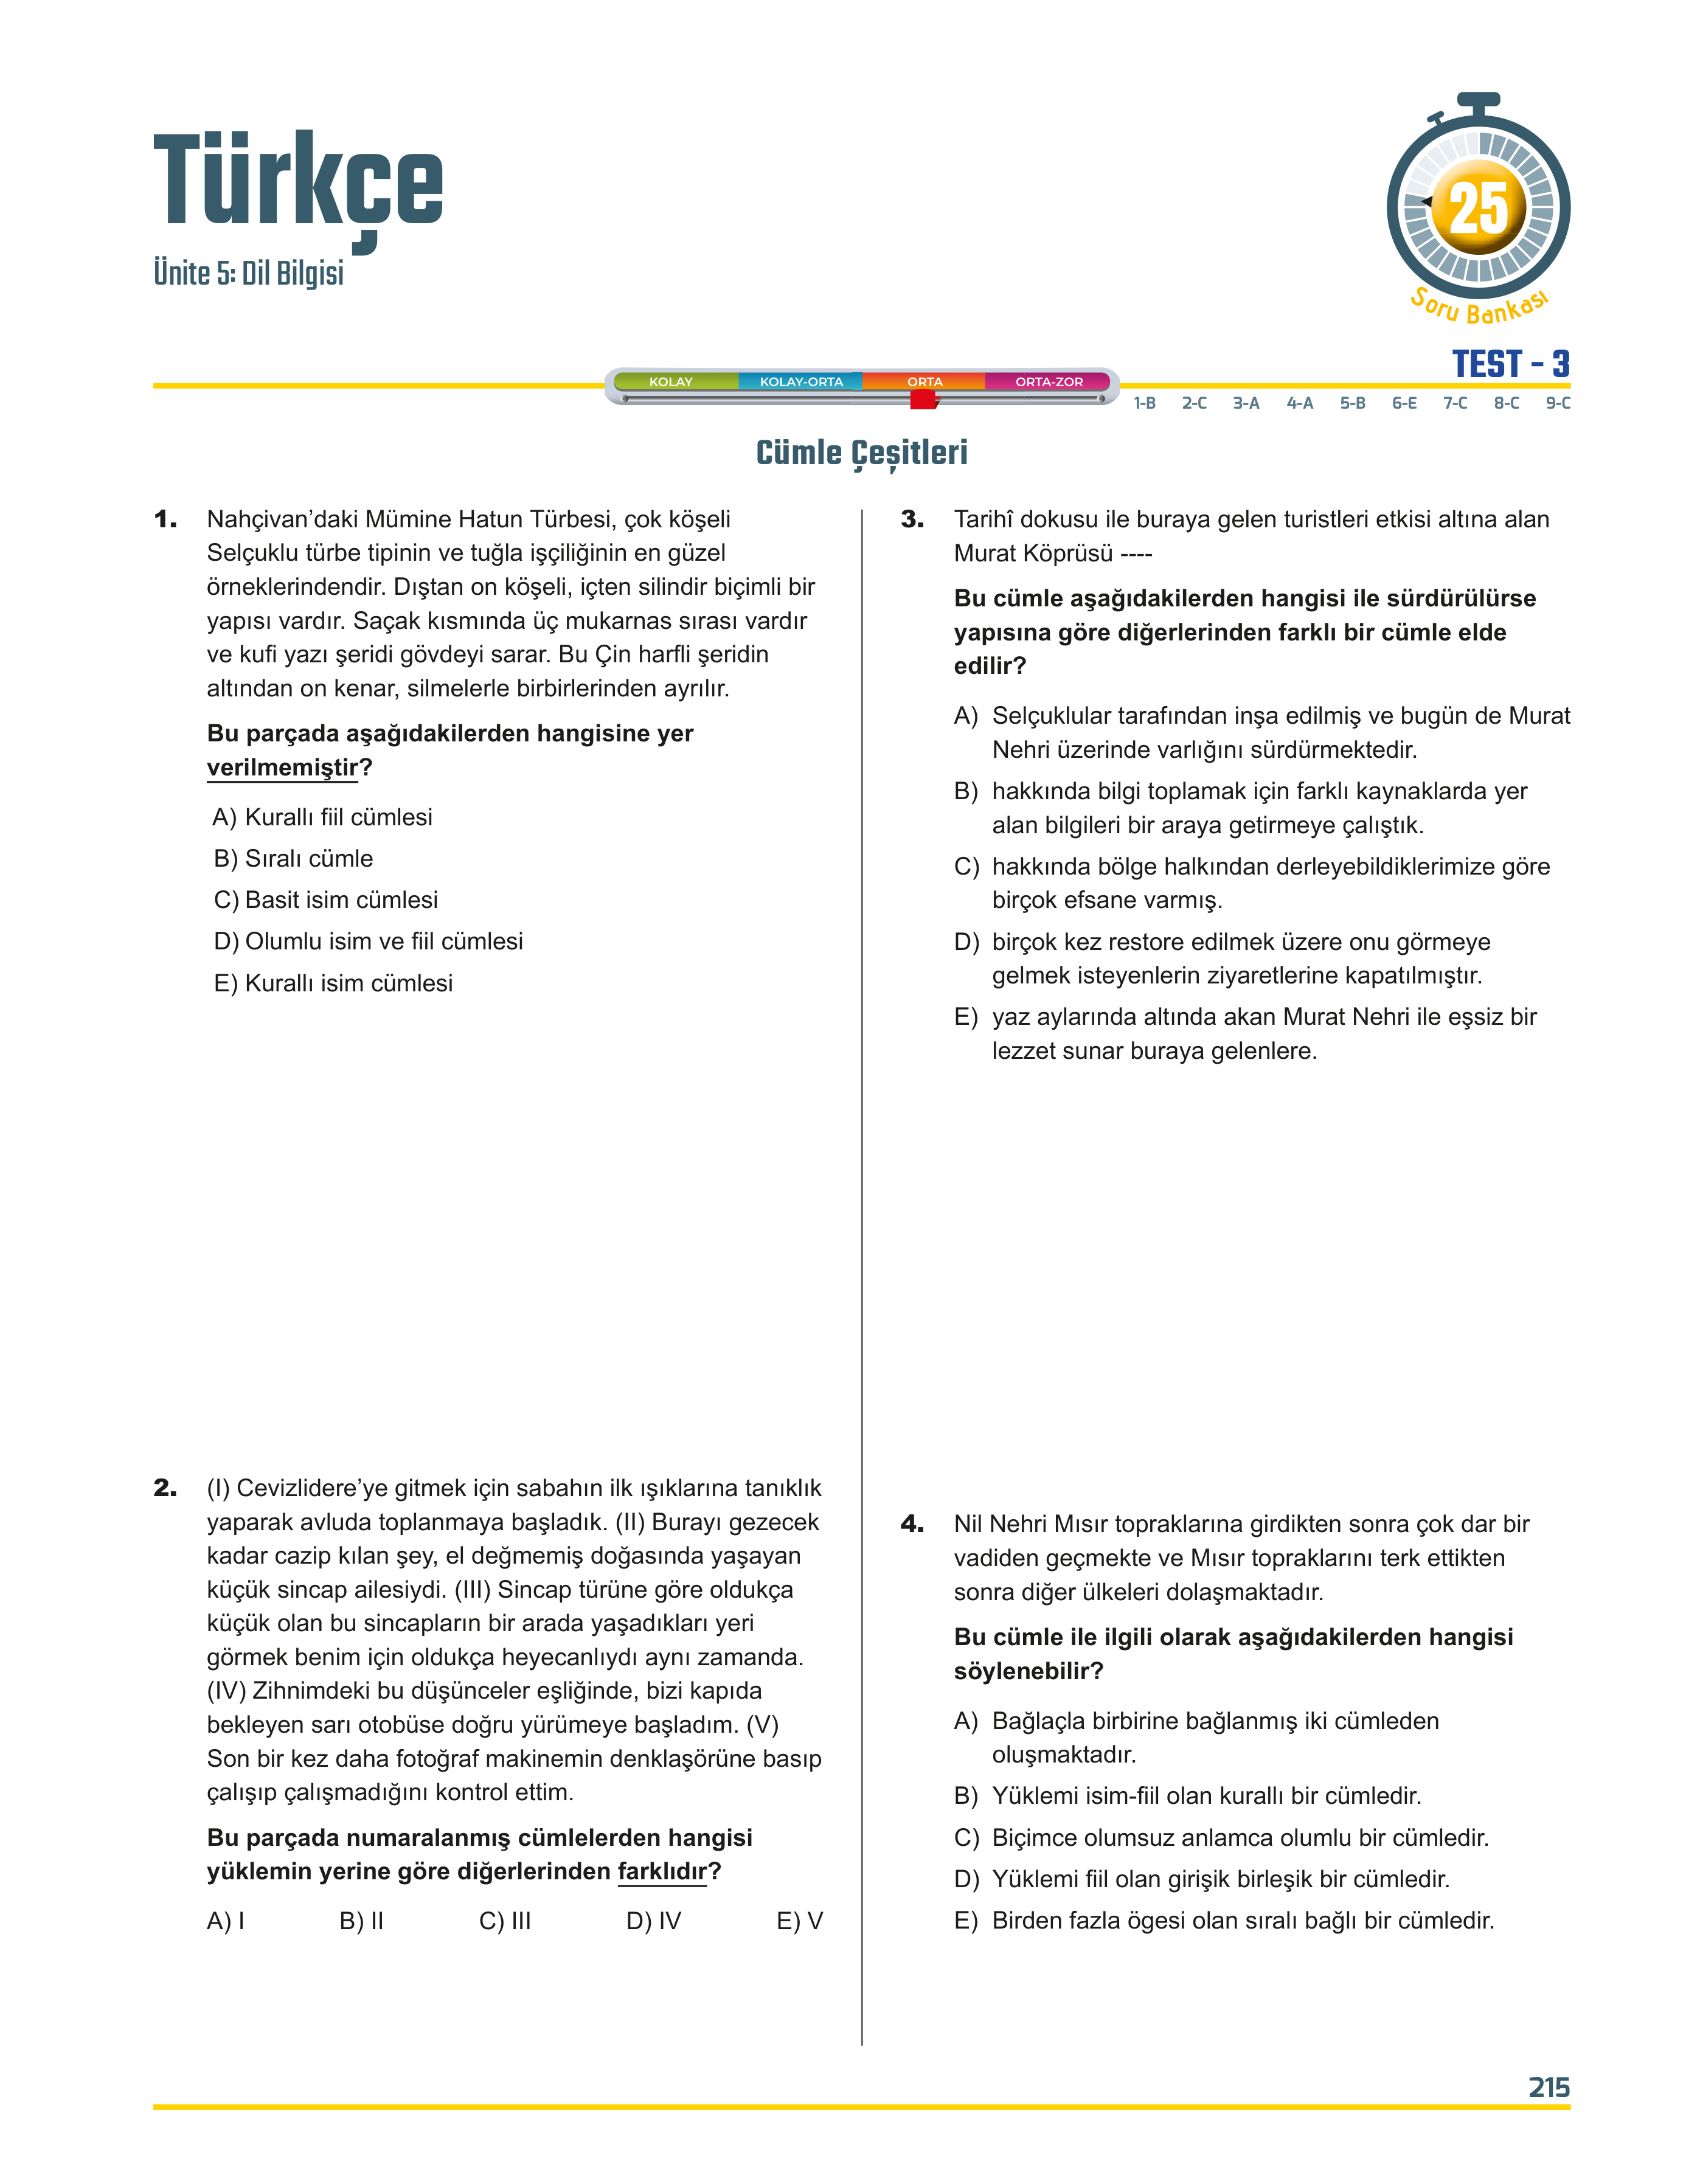 Türkçe
Ünite 5: Dil Bilgisi
25
Soru Bankası
TEST - 3
KOLAY KOLAY-ORTA ORTA ORTA-ZOR
1-B 2-C 3-A 4-A 5-B 6-E 7-C 8-C 9-C
Cümle Çeşitleri
1. Nahçivan’daki Mümine Hatun Türbesi, çok köşeli
Selçuklu türbe tipinin ve tuğla işçiliğinin en güzel
örneklerindendir. Dıştan on köşeli, içten silindir biçimli bir
yapısı vardır. Saçak kısmında üç mukarnas sırası vardır
ve kufi yazı şeridi gövdeyi sarar. Bu Çin harfli şeridin
altından on kenar, silmelerle birbirlerinden ayrılır.
Bu parçada aşağıdakilerden hangisine yer
verilmemiştir?
A) Kurallı fiil cümlesi
B) Sıralı cümle
C) Basit isim cümlesi
D) Olumlu isim ve fiil cümlesi
E) Kurallı isim cümlesi
2. (I) Cevizlidere’ye gitmek için sabahın ilk ışıklarına tanıklık
yaparak avluda toplanmaya başladık. (II) Burayı gezecek
kadar cazip kılan şey, el değmemiş doğasında yaşayan
küçük sincap ailesiydi. (III) Sincap türüne göre oldukça
küçük olan bu sincapların bir arada yaşadıkları yeri
görmek benim için oldukça heyecanlıydı aynı zamanda.
(IV) Zihnimdeki bu düşünceler eşliğinde, bizi kapıda
bekleyen sarı otobüse doğru yürümeye başladım. (V)
Son bir kez daha fotoğraf makinemin denklaşörüne basıp
çalışıp çalışmadığını kontrol ettim.
Bu parçada numaralanmış cümlelerden hangisi
yüklemin yerine göre diğerlerinden farklıdır?
A) I B) II C) III D) IV E) V
3. Tarihî dokusu ile buraya gelen turistleri etkisi altına alan
Murat Köprüsü ----
Bu cümle aşağıdakilerden hangisi ile sürdürülürse
yapısına göre diğerlerinden farklı bir cümle elde
edilir?
A) Selçuklular tarafından inşa edilmiş ve bugün de Murat
Nehri üzerinde varlığını sürdürmektedir.
B) hakkında bilgi toplamak için farklı kaynaklarda yer
alan bilgileri bir araya getirmeye çalıştık.
C) hakkında bölge halkından derleyebildiklerimize göre
birçok efsane varmış.
D) birçok kez restore edilmek üzere onu görmeye
gelmek isteyenlerin ziyaretlerine kapatılmıştır.
E) yaz aylarında altında akan Murat Nehri ile eşsiz bir
lezzet sunar buraya gelenlere.
4. Nil Nehri Mısır topraklarına girdikten sonra çok dar bir
vadiden geçmekte ve Mısır topraklarını terk ettikten
sonra diğer ülkeleri dolaşmaktadır.
Bu cümle ile ilgili olarak aşağıdakilerden hangisi
söylenebilir?
A) Bağlaçla birbirine bağlanmış iki cümleden
oluşmaktadır.
B) Yüklemi isim-fiil olan kurallı bir cümledir.
C) Biçimce olumsuz anlamca olumlu bir cümledir.
D) Yüklemi fiil olan girişik birleşik bir cümledir.
E) Birden fazla ögesi olan sıralı bağlı bir cümledir.
215